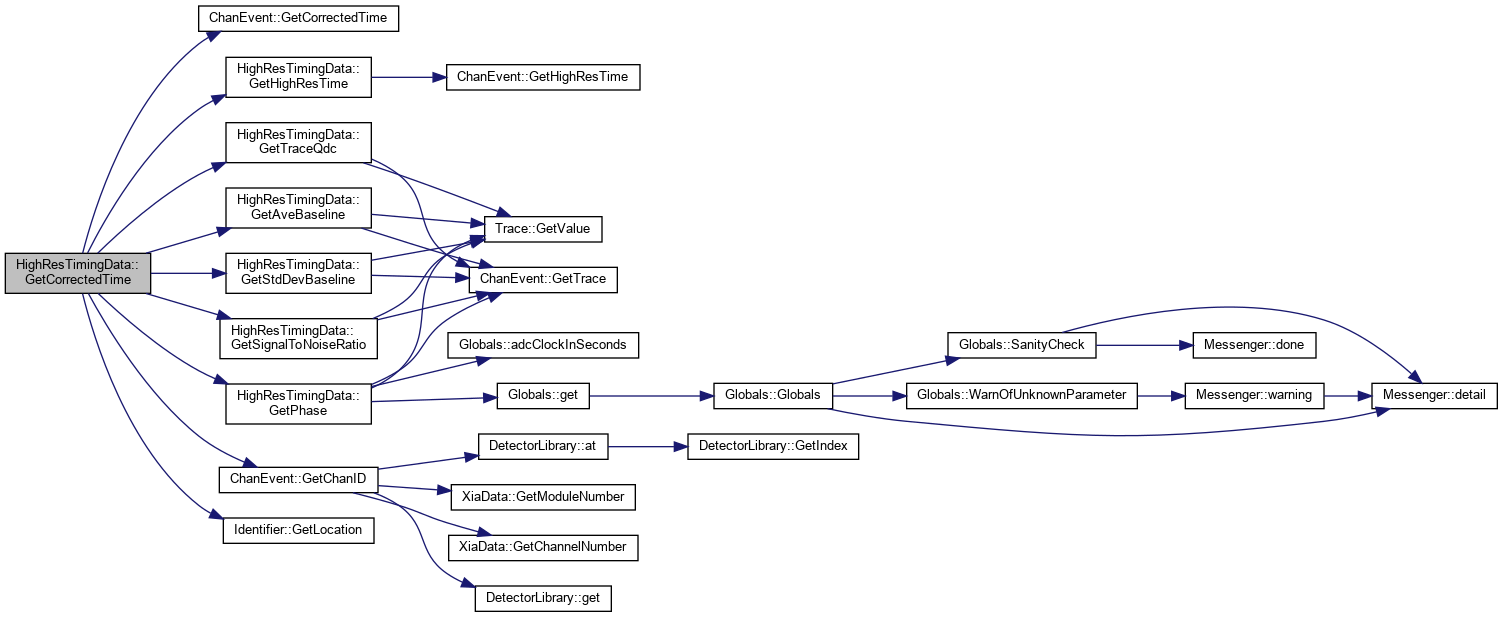 ChanEvent::GetCorrectedTime
HighResTimingData::
GetHighResTime
ChanEvent::GetHighResTime
HighResTimingData::
GetTraceQdc
HighResTimingData::
GetAveBaseline
Trace::GetValue
HighResTimingData::
GetCorrectedTime
HighResTimingData::
GetStdDevBaseline
ChanEvent::GetTrace
HighResTimingData::
GetSignalToNoiseRatio
Globals::adcClockInSeconds
Globals::SanityCheck
Messenger::done
HighResTimingData::
GetPhase
Globals::get
Globals::Globals
Globals::WarnOfUnknownParameter
Messenger::warning
Messenger::detail
DetectorLibrary::at
DetectorLibrary::GetIndex
ChanEvent::GetChanID
XiaData::GetModuleNumber
Identifier::GetLocation
XiaData::GetChannelNumber
DetectorLibrary::get